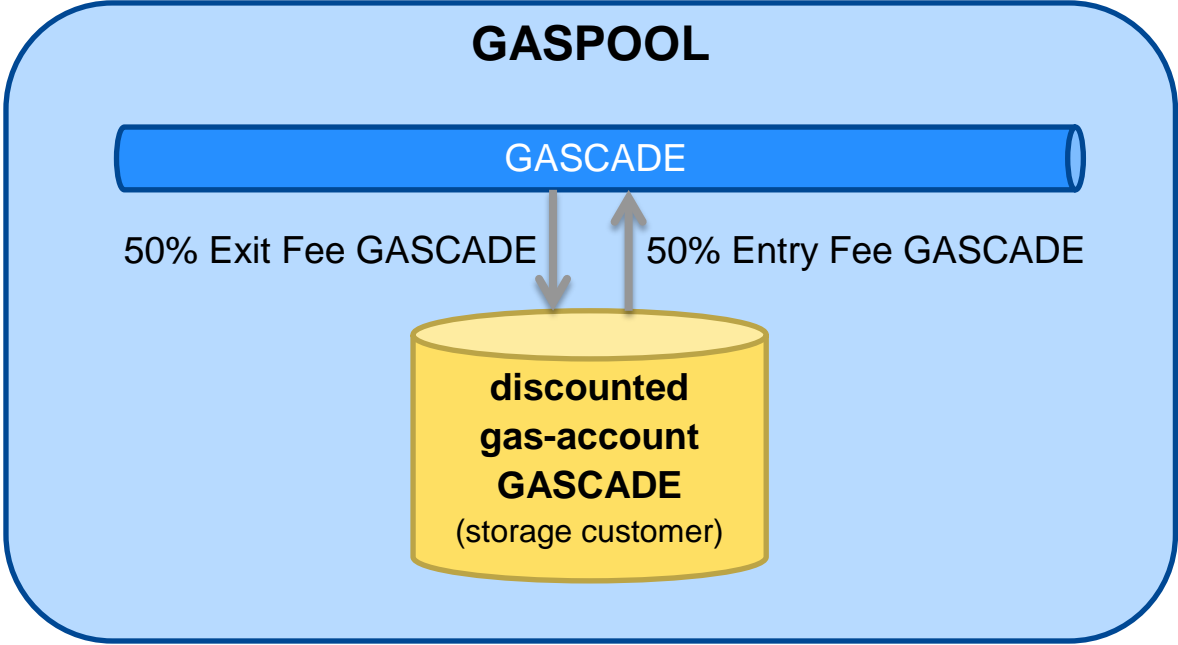 GASPOOL
GASCADE
50% Exit Fee GASCADE
50% Entry Fee GASCADE
discounted
gas-account
GASCADE
(storage customer)